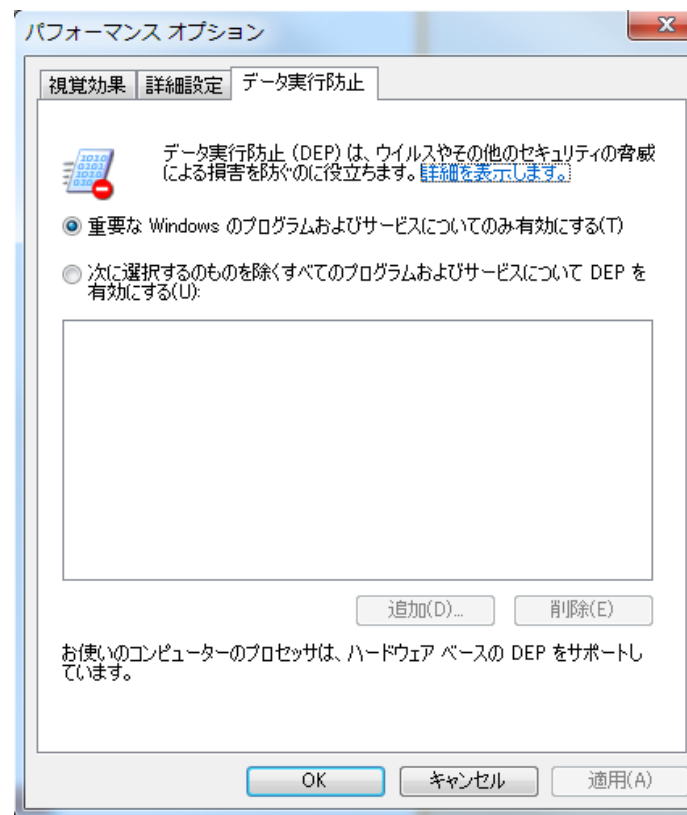 パフォーマンス オプション
視覚効果 詳細設定 データ実行防止
データ実行防止 (DEP) は、ウイルスやその他のセキュリティの脅威
による損害を防ぐのに役立ちます。詳細を表示します。
重要な Windows のプログラムおよびサービスについてのみ有効にする(T)
次に選択するのものを除くすべてのプログラムおよびサービスについて DEP を
有効にする(U):
追加(D)... 削除(E)
お使いのコンピューターのプロセッサは、ハードウェア ベースの DEP をサポートし
ています。
OK キャンセル 適用(A)